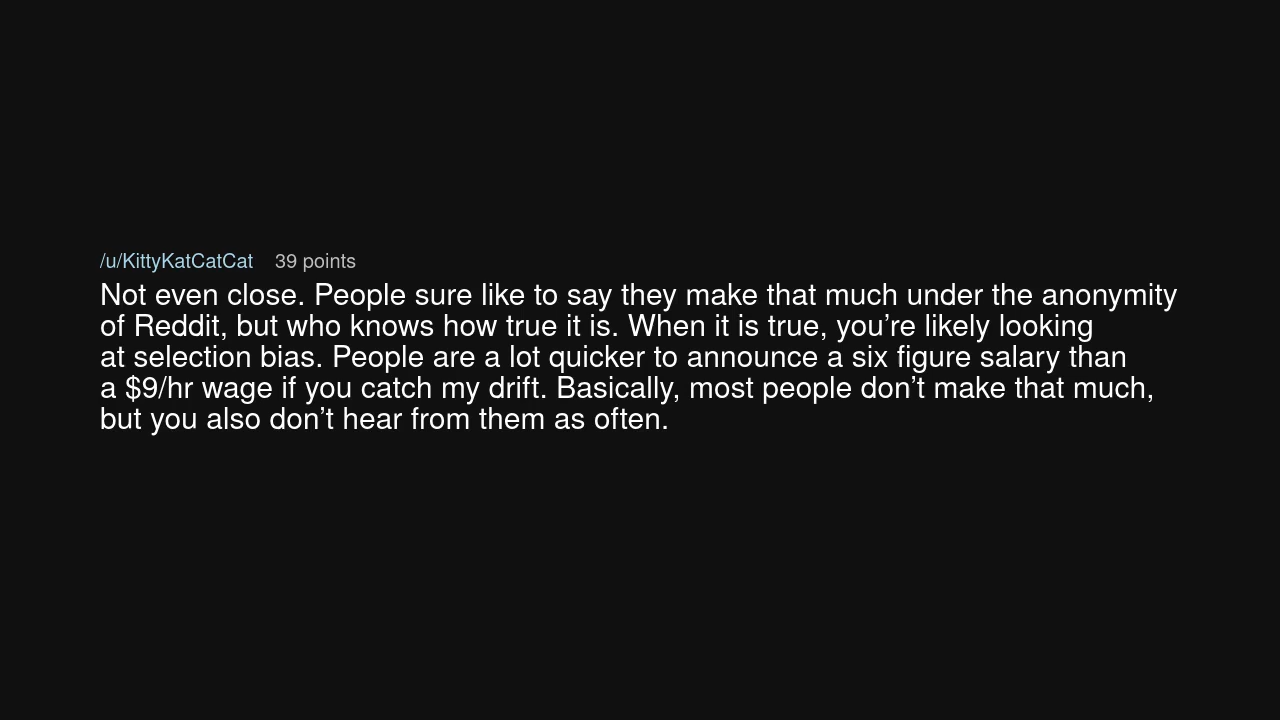 /u/KittyKatCatCat 39 points
Not even close. People sure like to say they make that much under the anonymity
of Reddit, but who knows how true it is. When it is true, you’re likely looking
at selection bias. People are a lot quicker to announce a six figure salary than
a $9/hr wage if you catch my drift. Basically, most people don’t make that much,
but you also don’t hear from them as often.